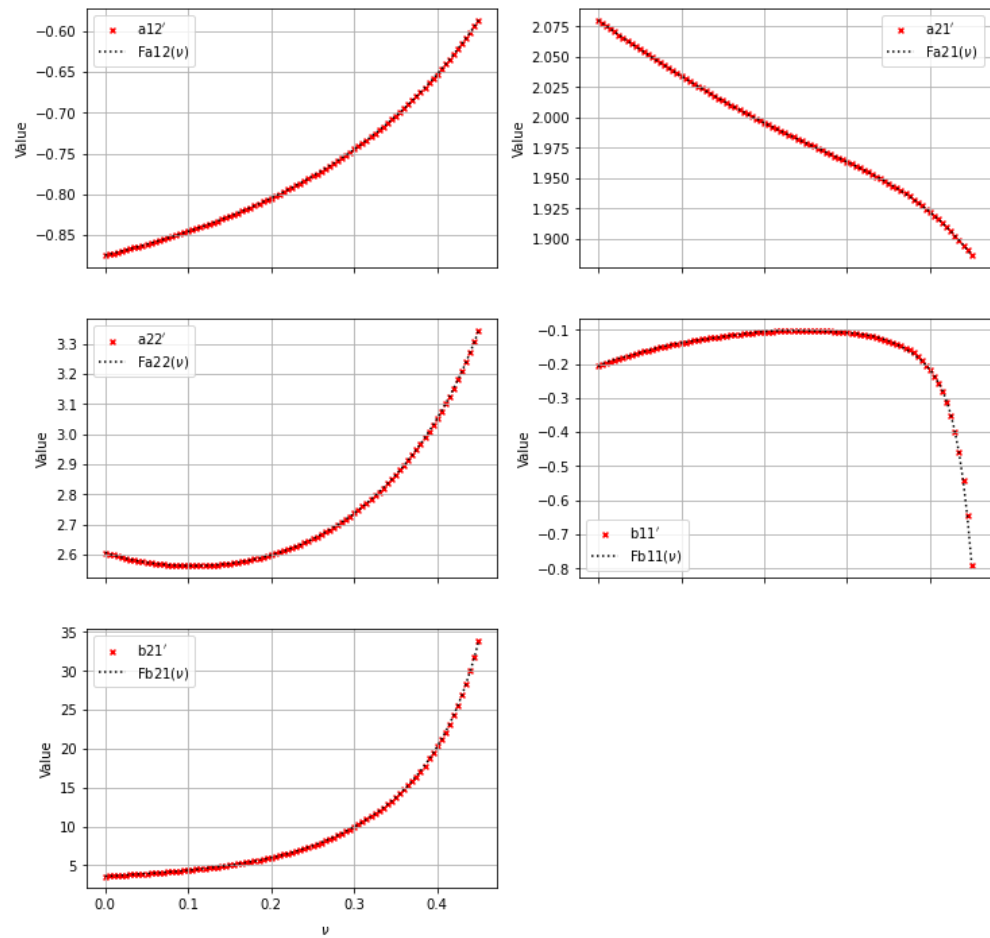 a12′
Fa12(ν)
−0.60
−0.65
−0.70
−0.75
−0.80
−0.85
Value
a21′
Fa21(ν)
2.075
2.050
2.025
2.000
1.975
1.950
1.925
1.900
Value
a22′
Fa22(ν)
3.3
3.2
3.1
3.0
2.9
2.8
2.7
2.6
Value
b11′
Fb11(ν)
−0.1
−0.2
−0.3
−0.4
−0.5
−0.6
−0.7
−0.8
Value
b21′
Fb21(ν)
35
30
25
20
15
10
5
Value
0.0 0.1 0.2 0.3 0.4
ν